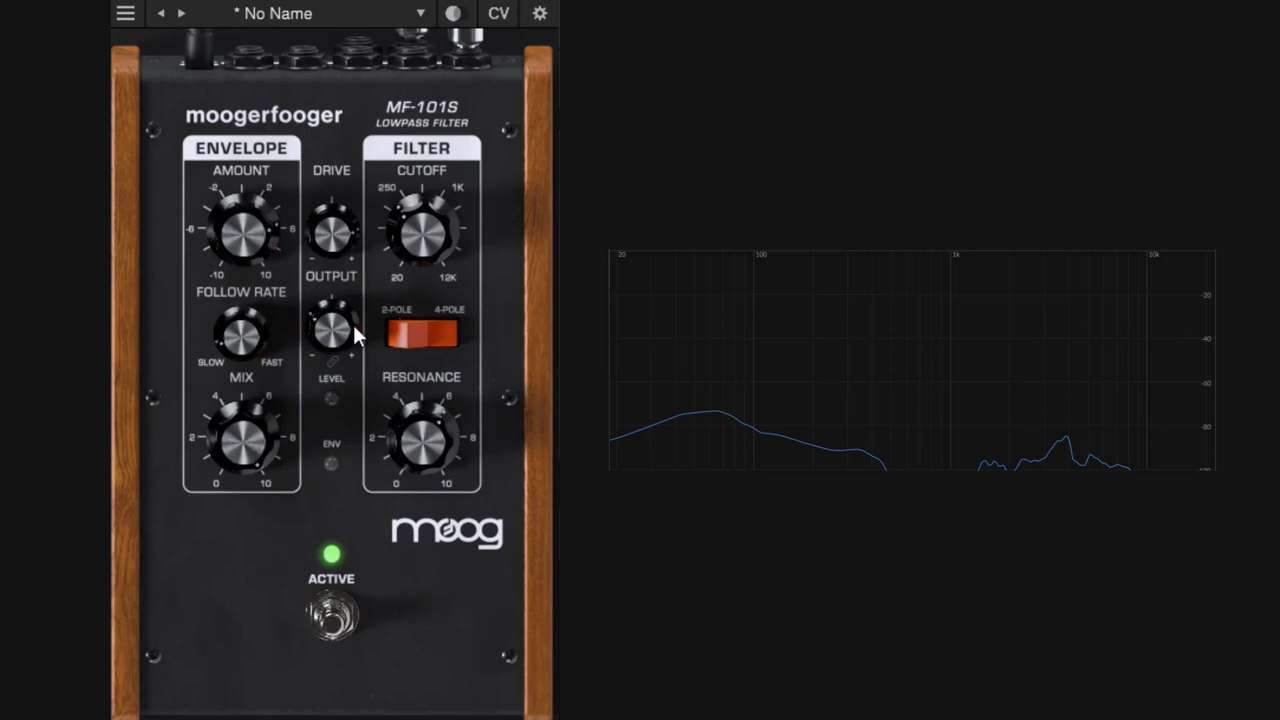 * No Name
CV
moogerfooger
MF-101S
LOWPASS FILTER
ENVELOPE
FILTER
AMOUNT
DRIVE
CUTOFF
-2 2
250 1K
-6 6
-10 10
- +
20 12K
OUTPUT
FOLLOW RATE
2-POLE 4-POLE
- +
SLOW FAST
MIX
LEVEL
RESONANCE
4 6
4 6
2 8
ENV
2 8
0 10
0 10
moog
ACTIVE
20 100 1k 10k
-20
-40
-60
-80
-100